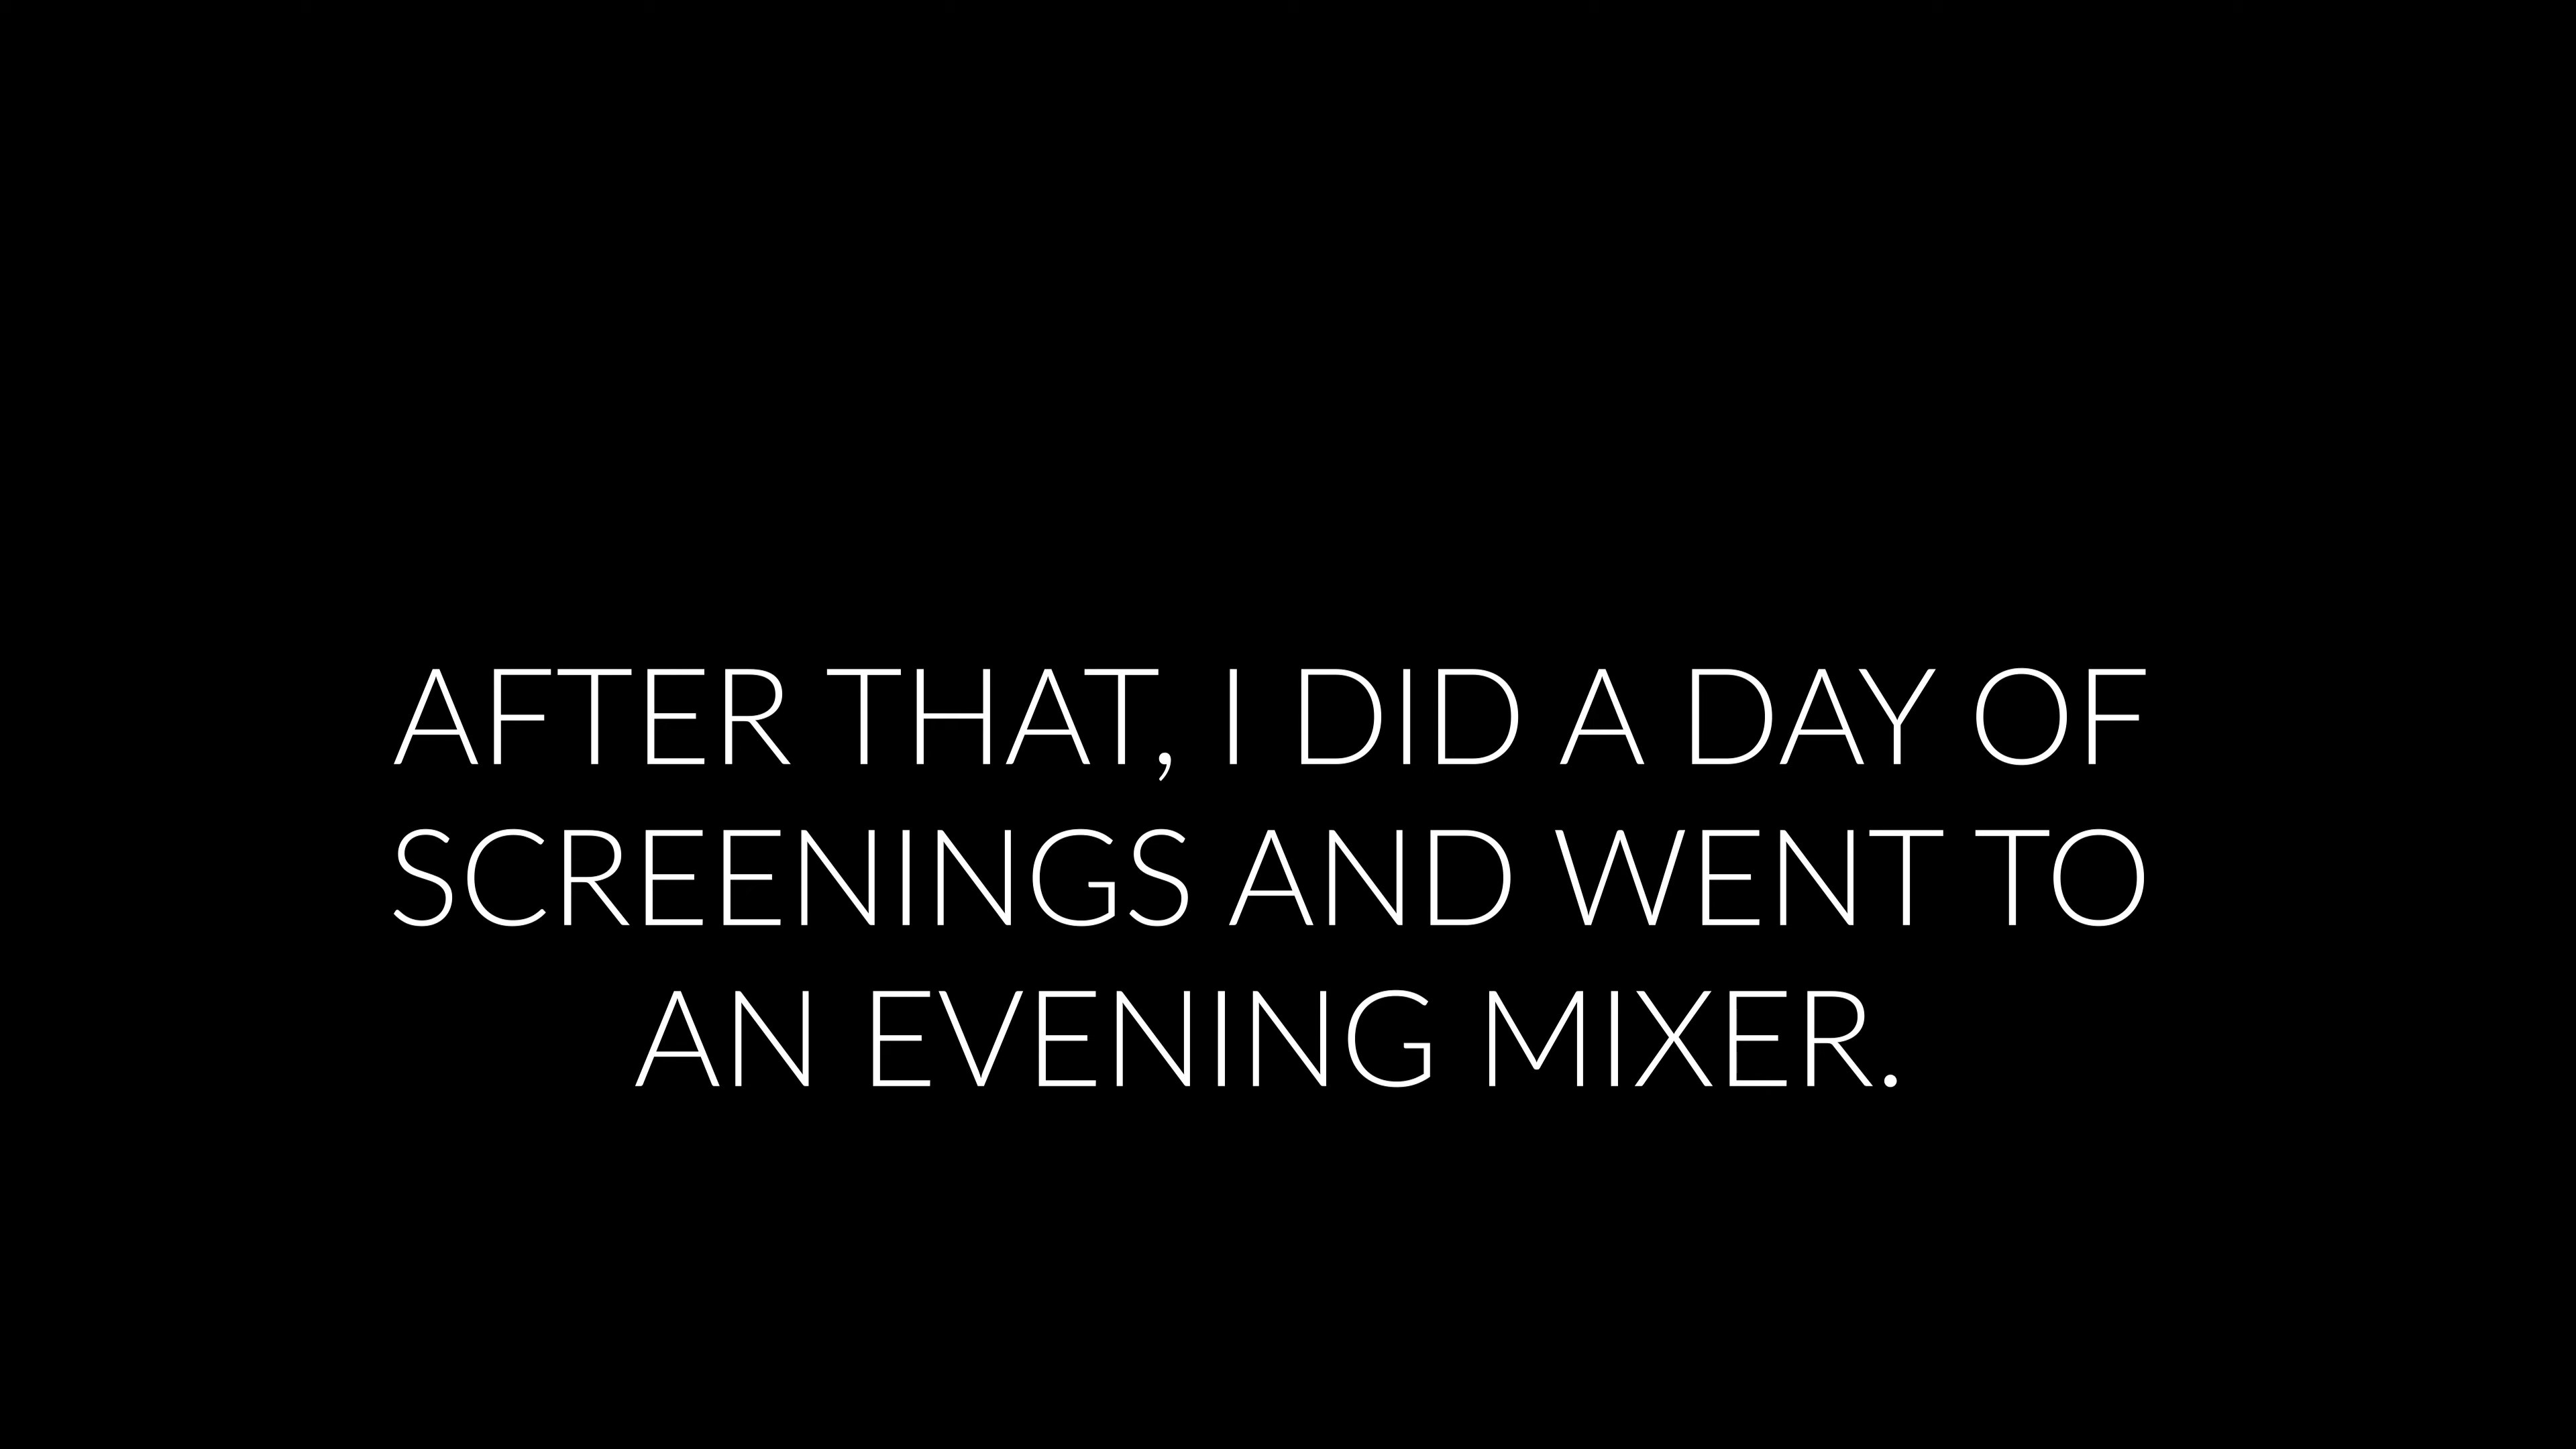 AFTER THAT, I DID A DAY OF
SCREENINGS AND WENT TO
AN EVENING MIXER.